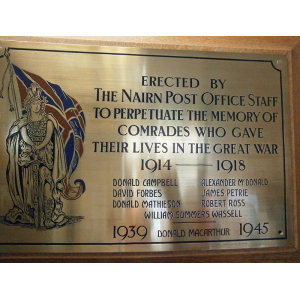 ERECTED BY
THE NAIRN POST OFFICE STAFF
TO PERPETUATE THE MEMORY OF
COMRADES WHO GAVE
THEIR LIVES IN THE GREAT WAR
1914 — 1918
DONALD CAMPBELL ALEXANDER M DONALD
DAVID FORBES JAMES PETRIE
DONALD MATHIESON ROBERT ROSS
WILLIAM SOMMERS WASSELL
1939 DONALD MACARTHUR 1945